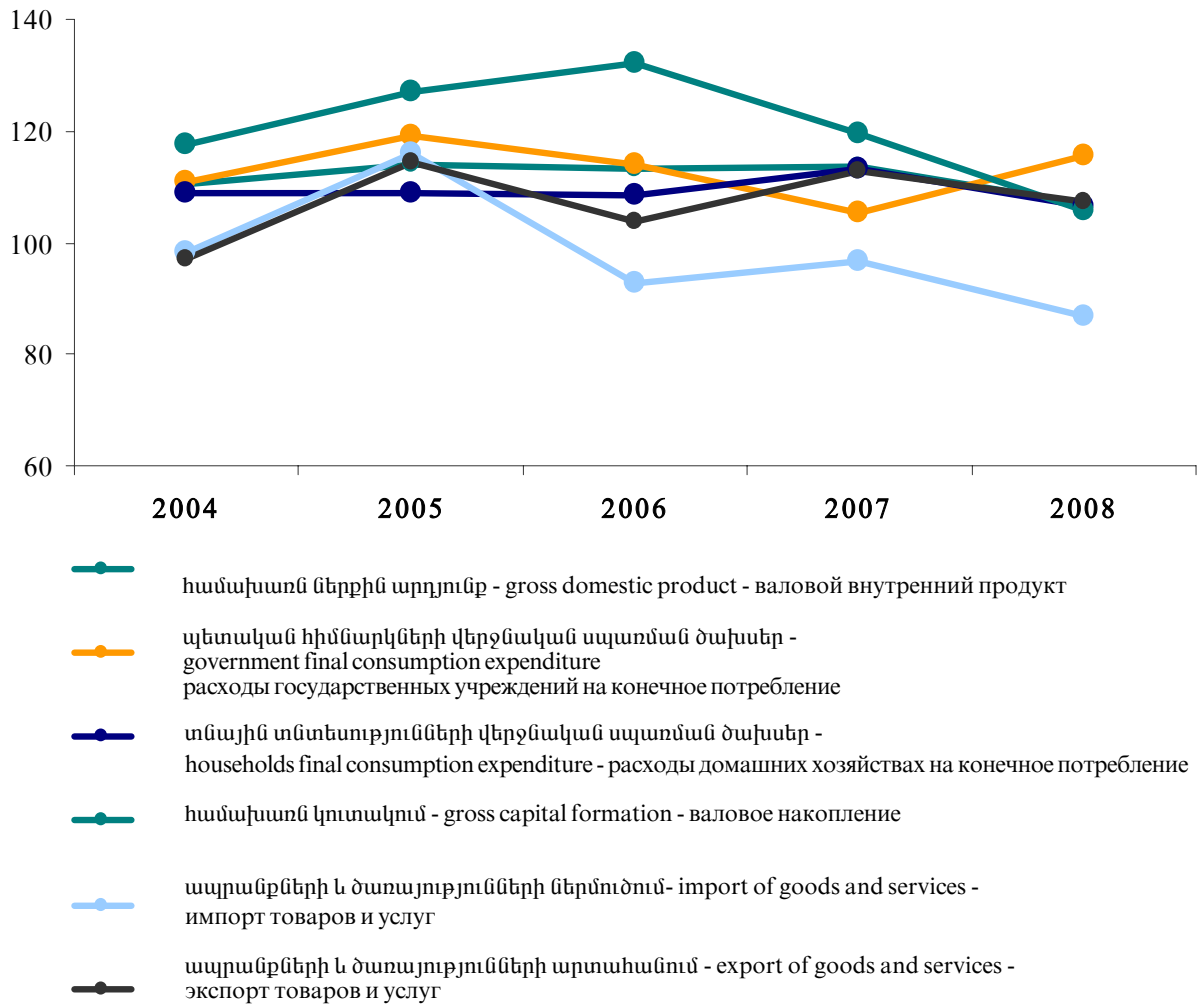 140
120
100
80
60
2004 2005 2006 2007 2008
համախառն ներքին արդյունք - gross domestic product - валовой внутренний продукт
պետական հիմնարկների վերջնական սպառման ծախսեր -
government final consumption expenditure
расходы государственных учреждений на конечное потребление
տնային տնտեսությունների վերջնական սպառման ծախսեր -
households final consumption expenditure - расходы домашних хозяйствах на конечное потребление
համախառն կուտակում - gross capital formation - валовое накопление
ապրանքների և ծառայությունների ներմուծում- import of goods and services -
импорт товаров и услуг
ապրանքների և ծառայությունների արտահանում - export of goods and services -
экспорт товаров и услуг